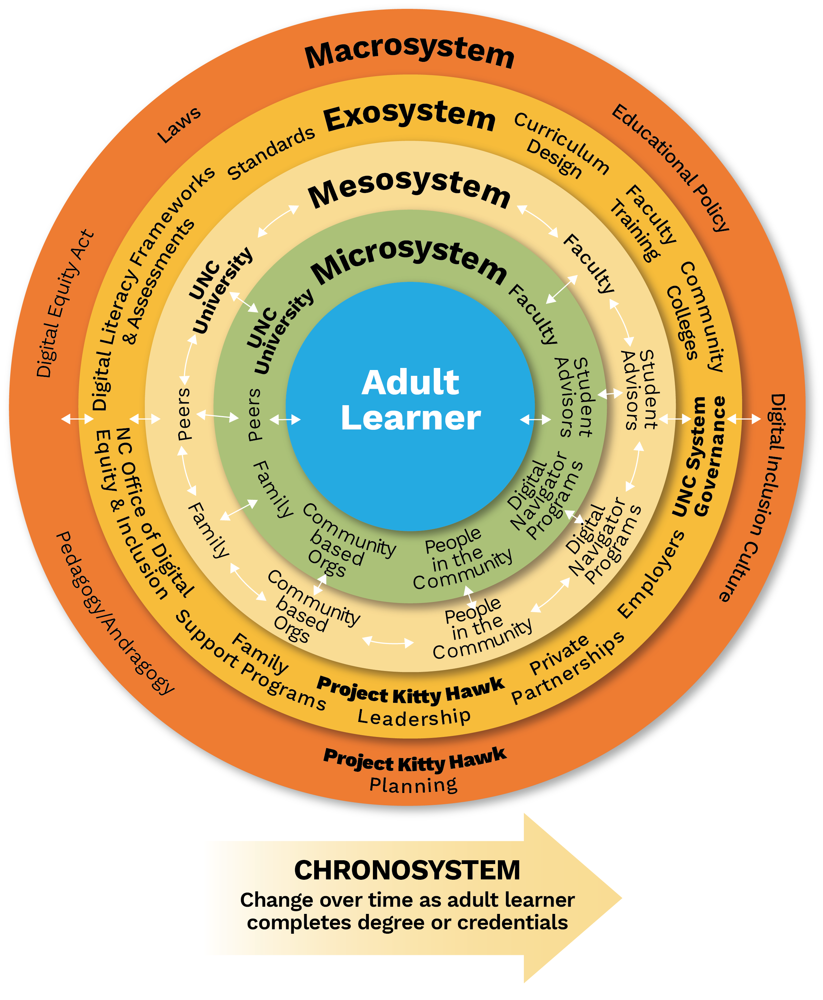 Macrosystem
Laws
Educational Policy
Digital Equity Act
Digital Inclusion Culture
Pedagogy/Andragogy
Project Kitty Hawk
Planning
Exosystem
Standards
Curriculum
Design
Digital Literacy Frameworks
& Assessments
Faculty
Training
Community
Colleges
UNC System
Governance
NC Office of Digital
Equity & Inclusion
Employers
Family
Support Programs
Private
Partnerships
Project Kitty Hawk
Leadership
Mesosystem
UNC
University
Faculty
Peers
Student
Advisors
Family
Digital
Navigator
Programs
Community
based
Orgs
People
in the
Community
Microsystem
UNC
University
Faculty
Peers
Student
Advisors
Family
Digital
Navigator
Programs
Community
based
Orgs
People
in the
Community
Adult
Learner
CHRONOSYSTEM
Change over time as adult learner
completes degree or credentials